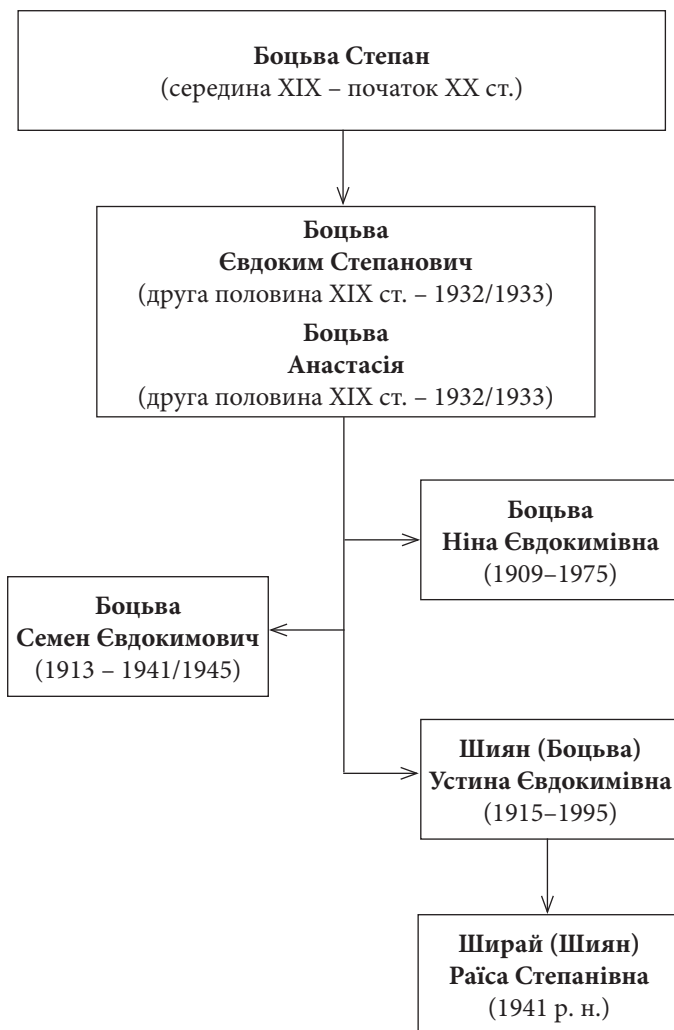 Боцьва Степан
(середина XIX – початок XX ст.)
Боцьва
Євдоким Степанович
(друга половина XIX ст. – 1932/1933)
Боцьва
Анастасія
(друга половина XIX ст. – 1932/1933)
Боцьва
Ніна Євдокимівна
(1909–1975)
Боцьва
Семен Євдокимович
(1913 – 1941/1945)
Шиян (Боцьва)
Устина Євдокимівна
(1915–1995)
Ширай (Шиян)
Раїса Степанівна
(1941 р. н.)